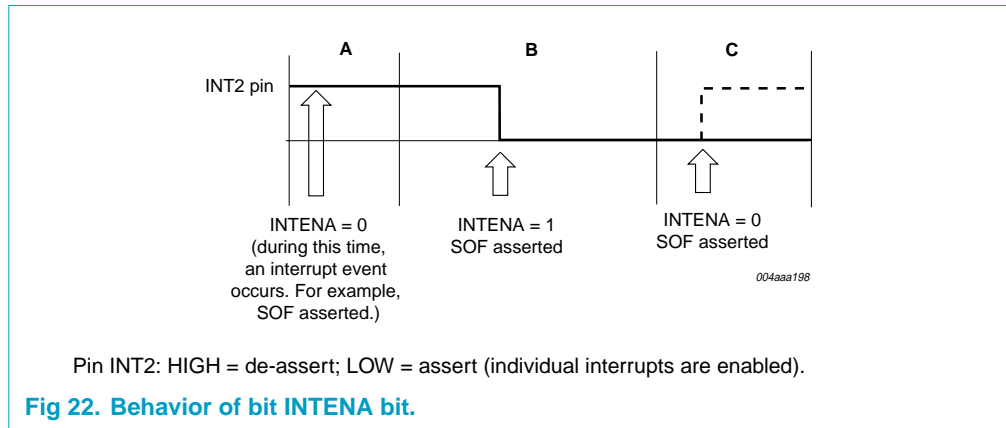 A
B
C
INT2 pin
INTENA = 0
(during this time,
an interrupt event
occurs. For example,
SOF asserted.)
INTENA = 1
SOF asserted
INTENA = 0
SOF asserted
004aaa198
Pin INT2: HIGH = de-assert; LOW = assert (individual interrupts are enabled).
Fig 22. Behavior of bit INTENA bit.